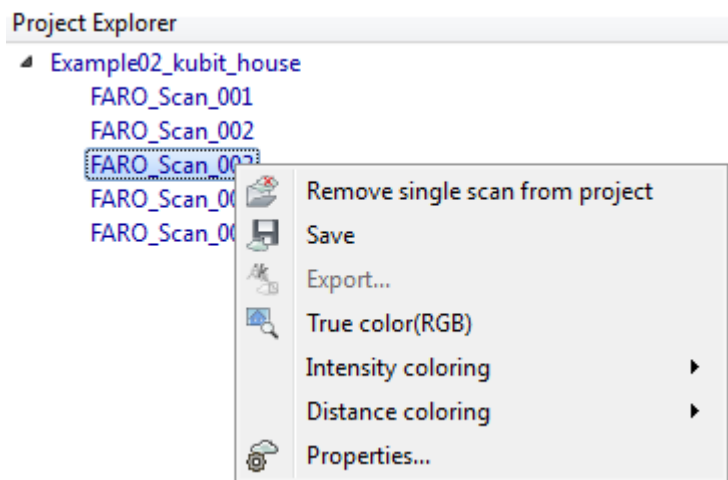 Project Explorer
Example02_kubit_house
FARO_Scan_001
FARO_Scan_002
FARO_Scan_003
Remove single scan from project
Save
Export...
True color(RGB)
Intensity coloring
Distance coloring
Properties...